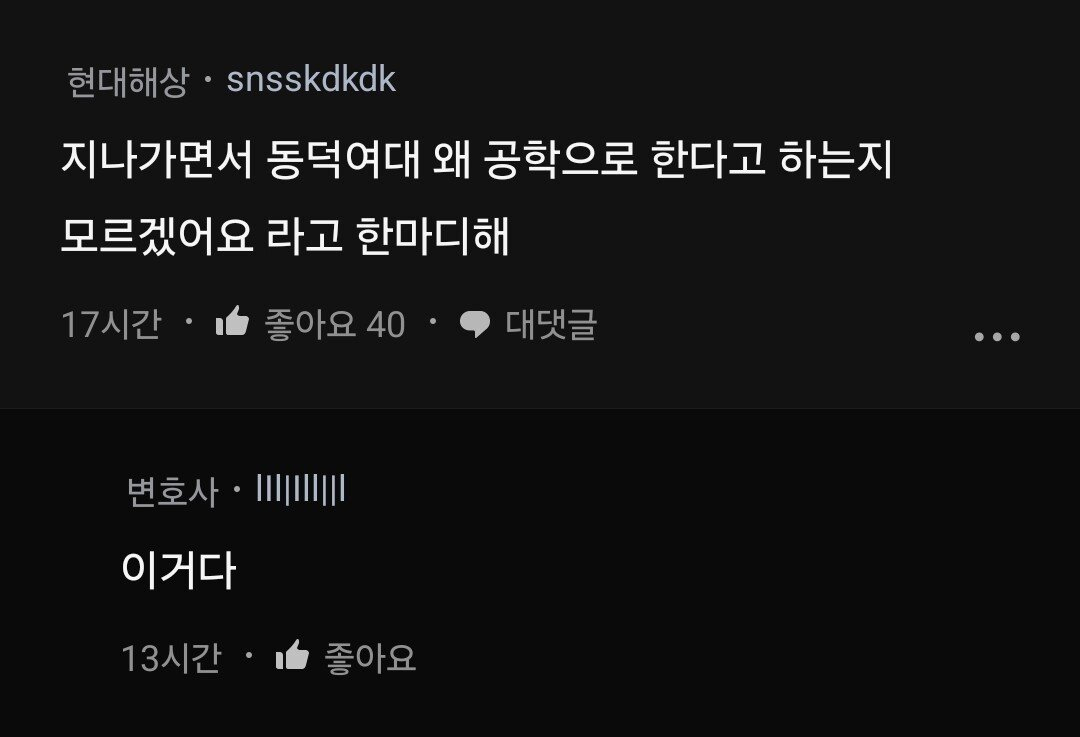 현대해상 · snsskdkdk
지나가면서 동덕여대 왜 공학으로 한다고 하는지
모르겠어요 라고 한마디해
17시간 · 좋아요 40 · 대댓글
변호사 · lll|lll||l
이거다
13시간 · 좋아요